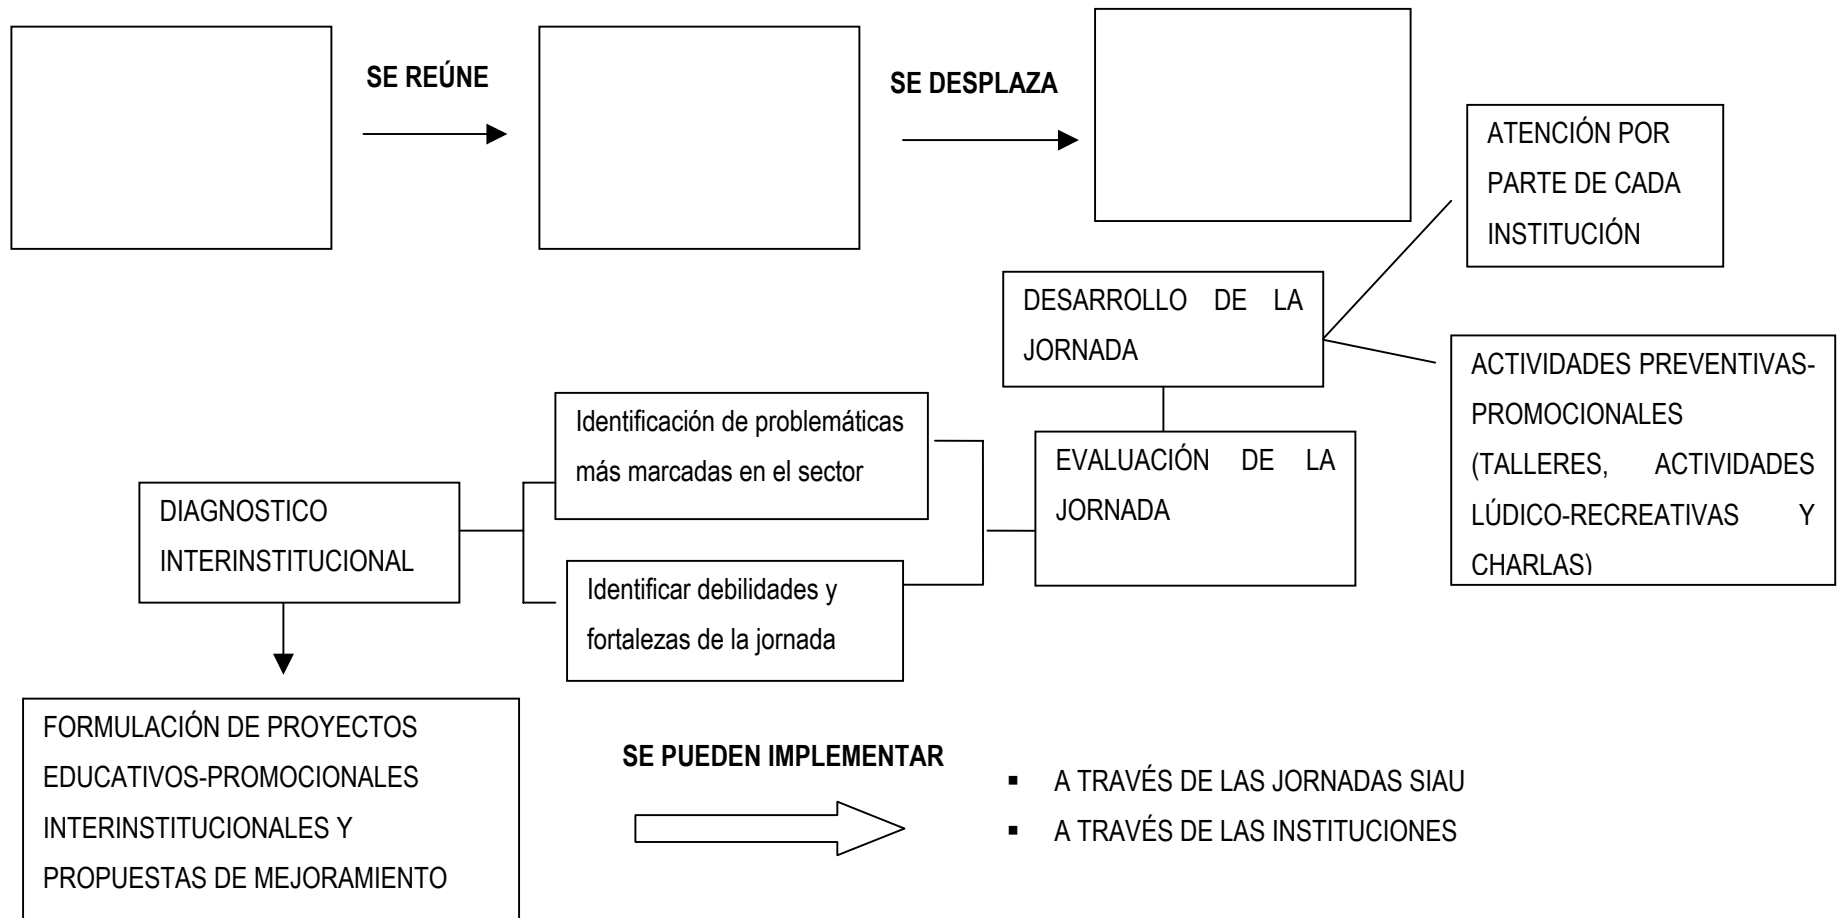 SE REÚNE
SE DESPLAZA
ATENCIÓN POR
PARTE DE CADA
INSTITUCIÓN
DESARROLLO DE LA
JORNADA
ACTIVIDADES PREVENTIVAS-
PROMOCIONALES
(TALLERES, ACTIVIDADES
LÚDICO-RECREATIVAS Y
CHARLAS)
EVALUACIÓN DE LA
JORNADA
Identificación de problemáticas
más marcadas en el sector
Identificar debilidades y
fortalezas de la jornada
DIAGNOSTICO
INTERINSTITUCIONAL
FORMULACIÓN DE PROYECTOS
EDUCATIVOS-PROMOCIONALES
INTERINSTITUCIONALES Y
PROPUESTAS DE MEJORAMIENTO
SE PUEDEN IMPLEMENTAR
▪ A TRAVÉS DE LAS JORNADAS SIAU
▪ A TRAVÉS DE LAS INSTITUCIONES